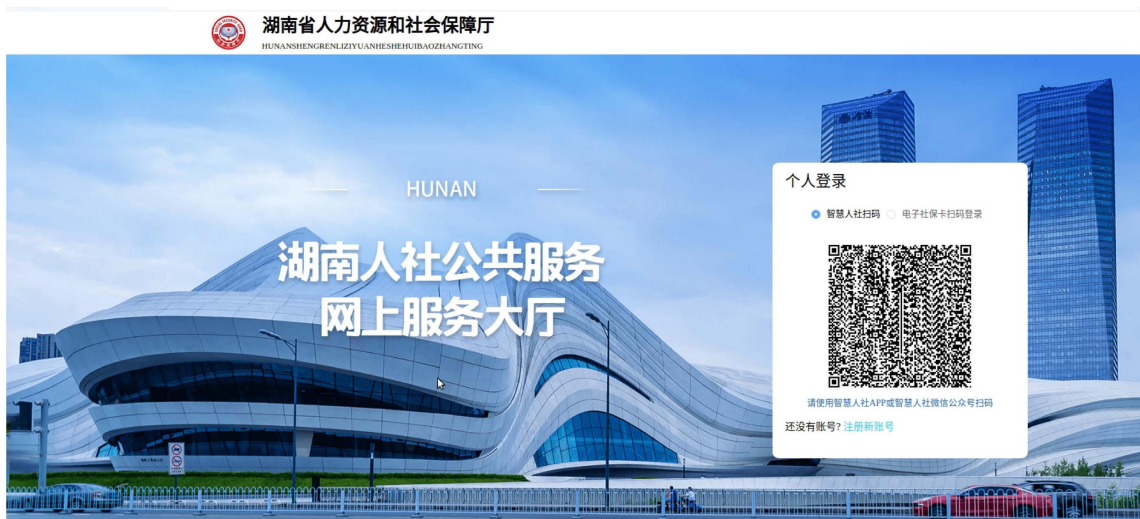 湖南省人力资源和社会保障厅
HUNANSHENGRENLIZIYUANHESHEHUIBAOZHANGTING
HUNAN
湖南人社公共服务
网上服务大厅
个人登录
智慧人社扫码 电子社保卡扫码登录
请使用智慧人社APP或智慧人社微信公众号扫码
还没有账号? 注册新账号